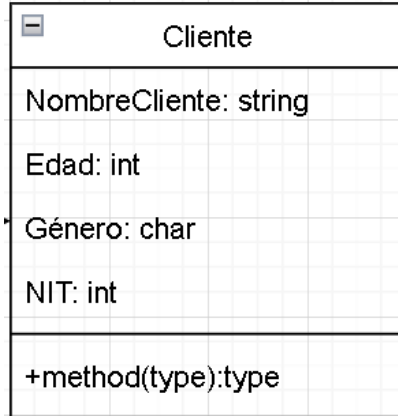 Cliente
NombreCliente: string
Edad: int
Género: char
NIT: int
+method(type):type